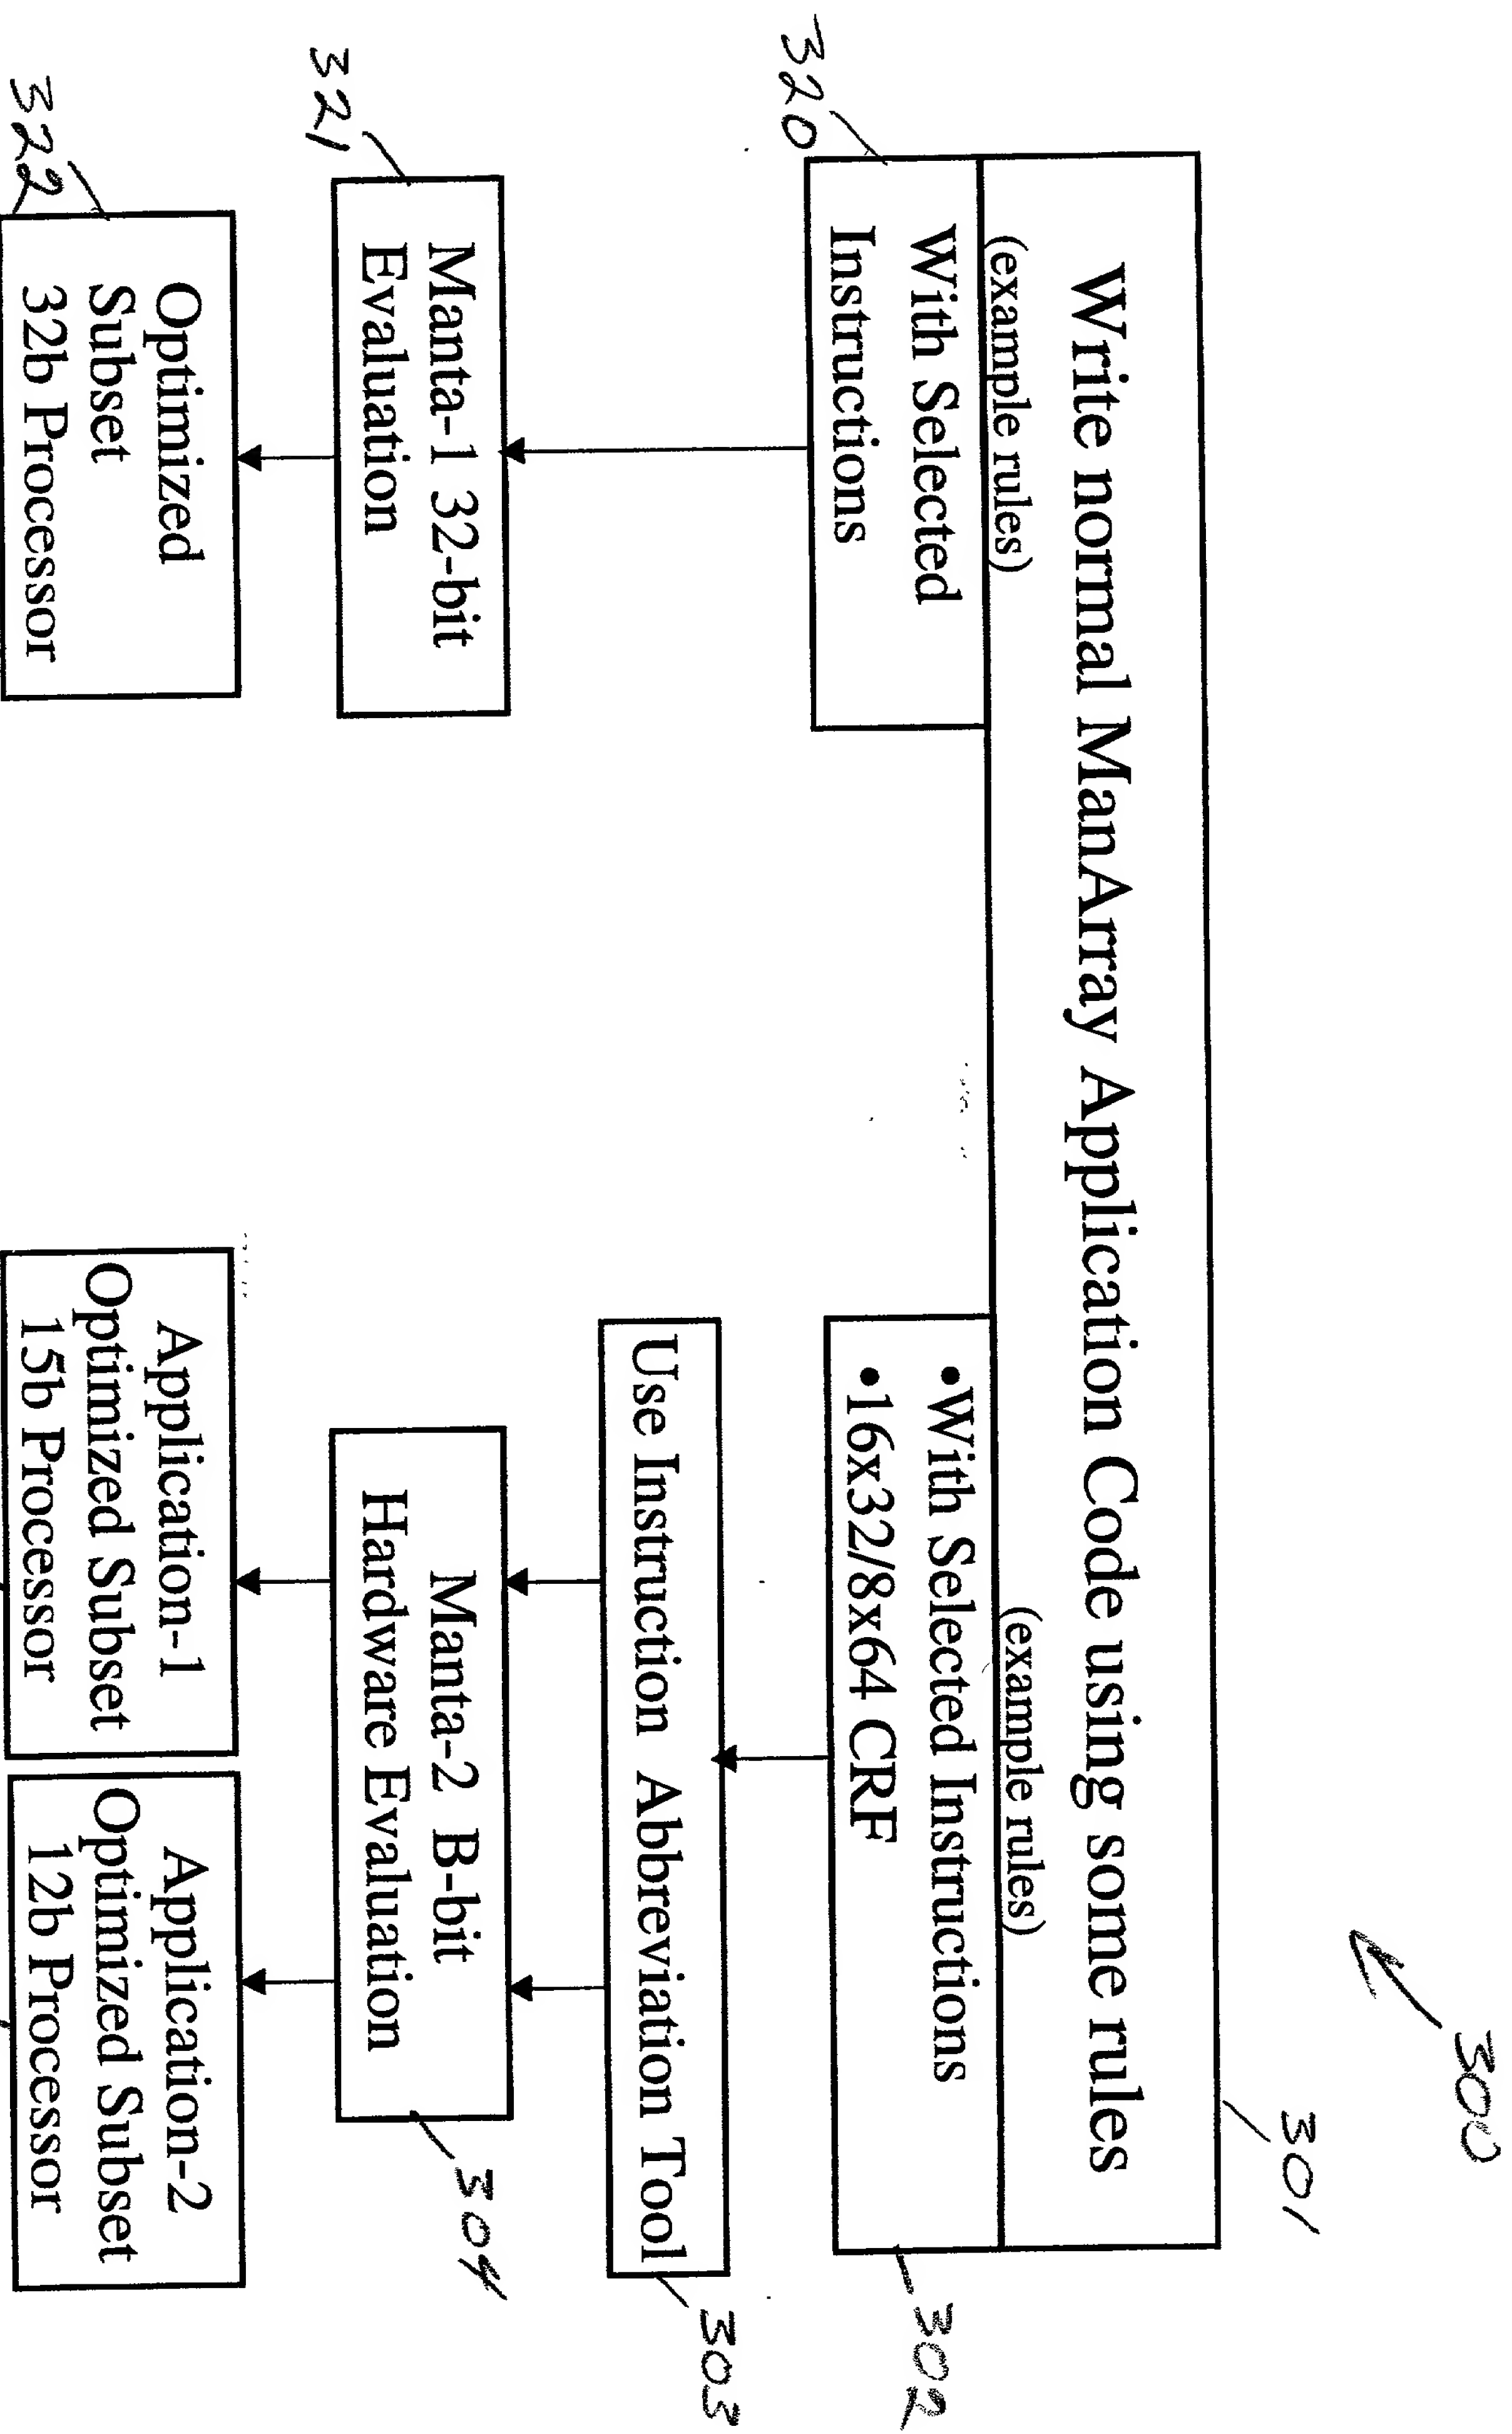 300
301
Write normal ManArray Application Code using some rules
(example rules)
(example rules)
320
With Selected
Instructions
•With Selected Instructions
•16x32/8x64 CRF
302
Use Instruction Abbreviation Tool
303
321
Manta-1 32-bit
Evaluation
Manta-2 B-bit
Hardware Evaluation
304
322
Optimized
Subset
32b Processor
Application-1
Optimized Subset
15b Processor
Application-2
Optimized Subset
12b Processor